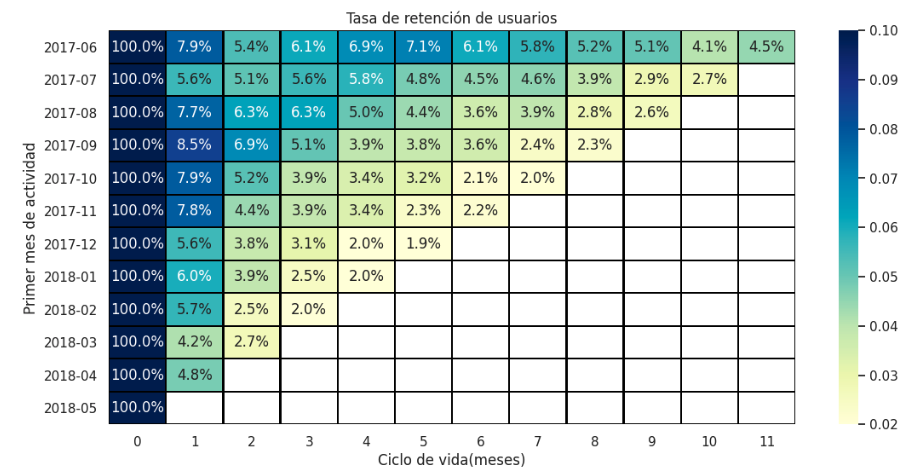 Tasa de retención de usuarios
Primer mes de actividad
2017-06 100.0% 7.9% 5.4% 6.1% 6.9% 7.1% 6.1% 5.8% 5.2% 5.1% 4.1% 4.5%
2017-07 100.0% 5.6% 5.1% 5.6% 5.8% 4.8% 4.5% 4.6% 3.9% 2.9% 2.7%
2017-08 100.0% 7.7% 6.3% 6.3% 5.0% 4.4% 3.6% 3.9% 2.8% 2.6%
2017-09 100.0% 8.5% 6.9% 5.1% 3.9% 3.8% 3.6% 2.4% 2.3%
2017-10 100.0% 7.9% 5.2% 3.9% 3.4% 3.2% 2.1% 2.0%
2017-11 100.0% 7.8% 4.4% 3.9% 3.4% 2.3% 2.2%
2017-12 100.0% 5.6% 3.8% 3.1% 2.0% 1.9%
2018-01 100.0% 6.0% 3.9% 2.5% 2.0%
2018-02 100.0% 5.7% 2.5% 2.0%
2018-03 100.0% 4.2% 2.7%
2018-04 100.0% 4.8%
2018-05 100.0%
0 1 2 3 4 5 6 7 8 9 10 11
Ciclo de vida(meses)
0.10
0.09
0.08
0.07
0.06
0.05
0.04
0.03
0.02